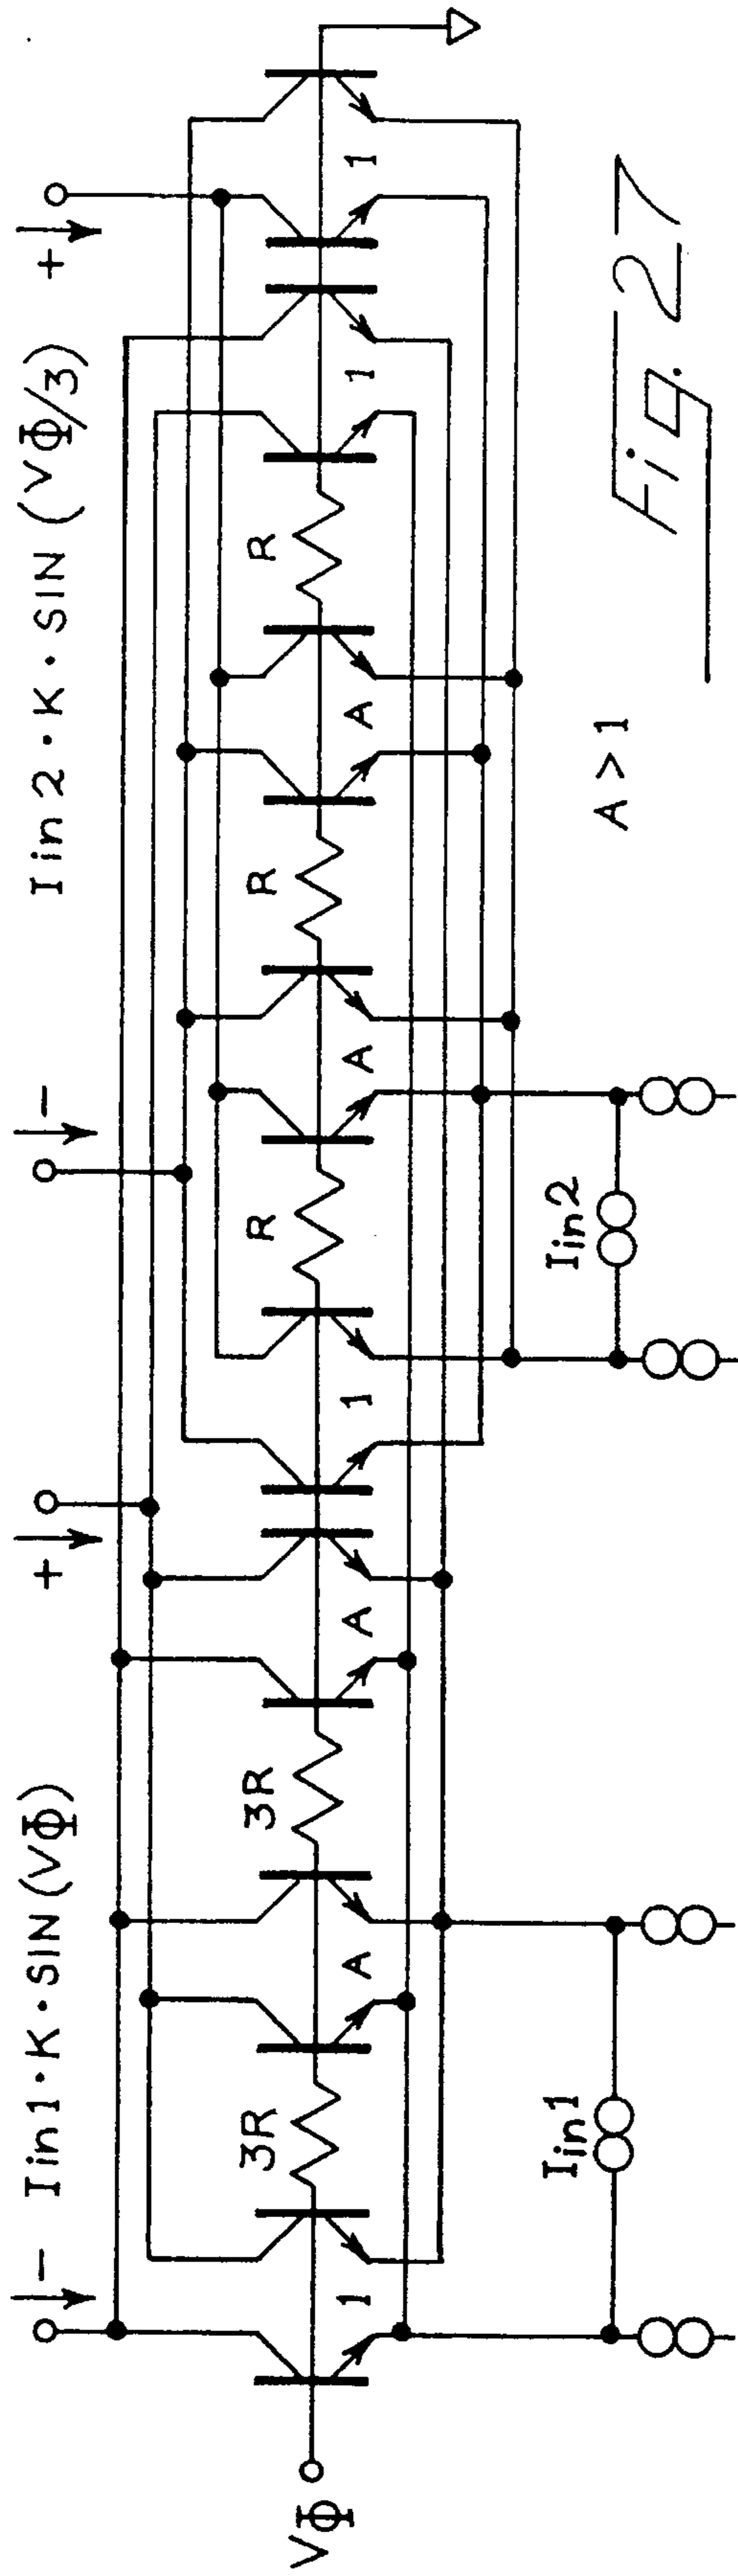 − Iin1·K·SIN(VΦ) +
− Iin2·K·SIN(VΦ/3) +
VΦ
3R 3R R R R
1 A A 1 A A 1 1
Iin1 Iin2
A > 1
Fig. 27